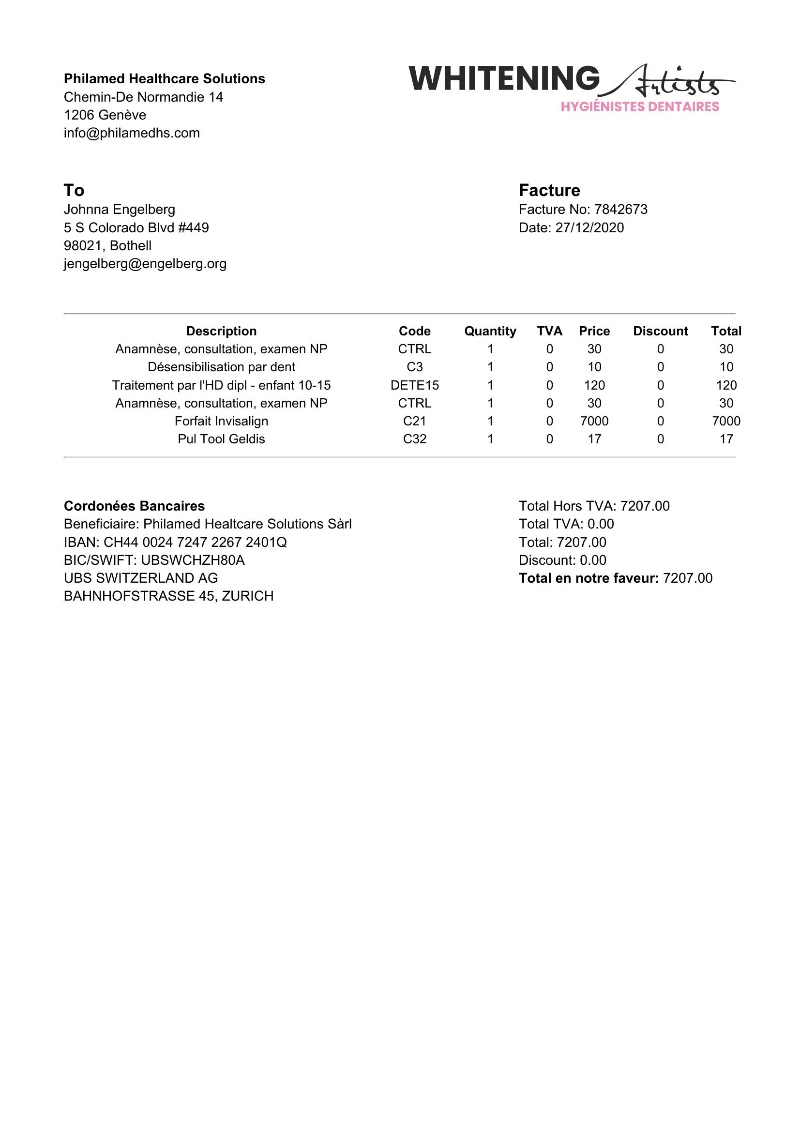 Philamed Healthcare Solutions
Chemin-De Normandie 14
1206 Genève
info@philamedhs.com
WHITENING Artists
HYGIÉNISTES DENTAIRES
To
Johnna Engelberg
5 S Colorado Blvd #449
98021, Bothell
jengelberg@engelberg.org
Facture
Facture No: 7842673
Date: 27/12/2020
Description Code Quantity TVA Price Discount Total
Anamnèse, consultation, examen NP CTRL 1 0 30 0 30
Désensibilisation par dent C3 1 0 10 0 10
Traitement par l'HD dipl - enfant 10-15 DETE15 1 0 120 0 120
Anamnèse, consultation, examen NP CTRL 1 0 30 0 30
Forfait Invisalign C21 1 0 7000 0 7000
Pul Tool Geldis C32 1 0 17 0 17
Cordonées Bancaires
Beneficiaire: Philamed Healtcare Solutions Sàrl
IBAN: CH44 0024 7247 2267 2401Q
BIC/SWIFT: UBSWCHZH80A
UBS SWITZERLAND AG
BAHNHOFSTRASSE 45, ZURICH
Total Hors TVA: 7207.00
Total TVA: 0.00
Total: 7207.00
Discount: 0.00
Total en notre faveur: 7207.00